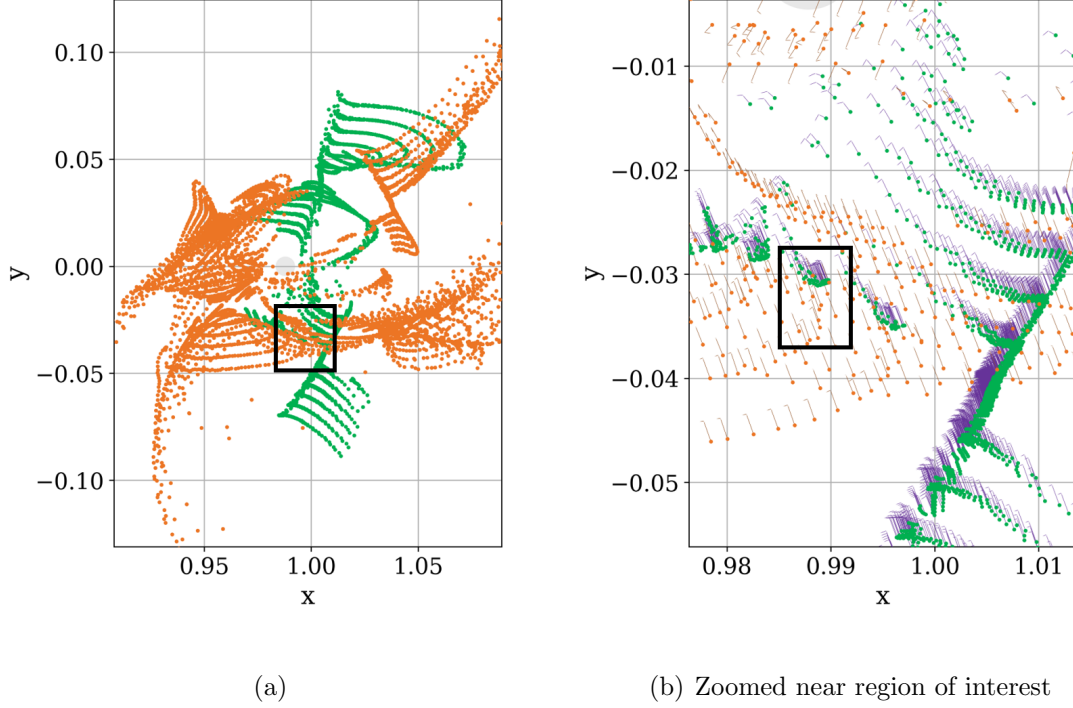 0.10
0.05
0.00
−0.05
−0.10
y
0.95 1.00 1.05
x
−0.01
−0.02
−0.03
−0.04
−0.05
y
0.98 0.99 1.00 1.01
x
(a)
(b) Zoomed near region of interest